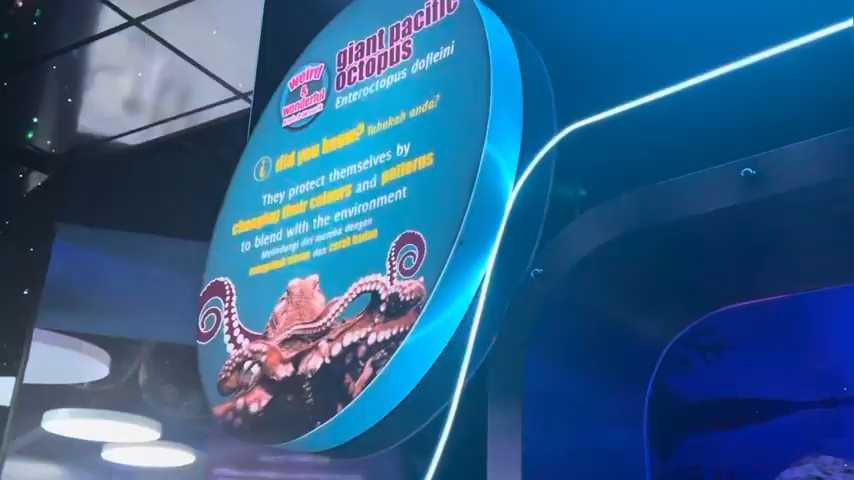 giant pacific
octopus
Enteroctopus dofleini
weird
&
wonderful
did you know? Tahukah anda?
They protect themselves by
changing their colours and patterns
to blend with the environment
Melindungi diri mereka dengan
dan corak badan